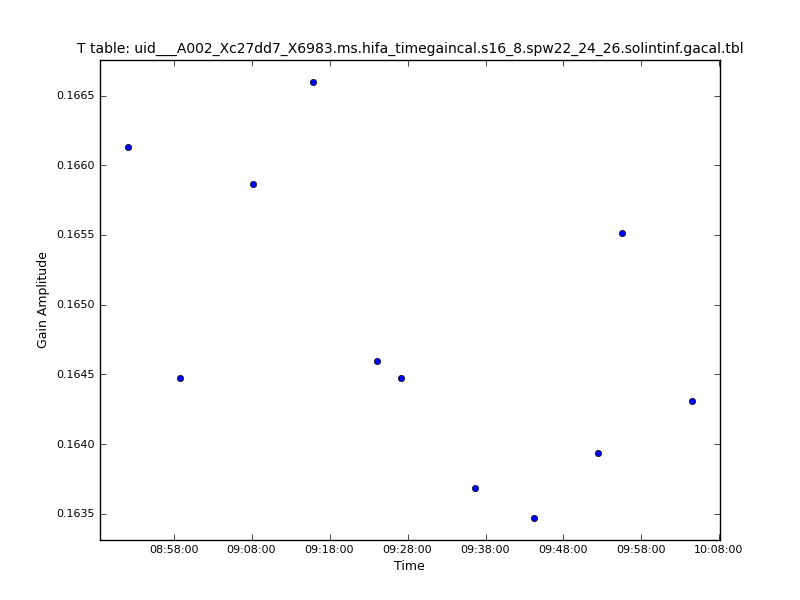 T table: uid___A002_Xc27dd7_X6983.ms.hifa_timegaincal.s16_8.spw22_24_26.solintinf.gacal.tbl
0.1665
0.1660
0.1655
0.1650
0.1645
0.1640
0.1635
Gain Amplitude
08:58:00 09:08:00 09:18:00 09:28:00 09:38:00 09:48:00 09:58:00 10:08:00
Time